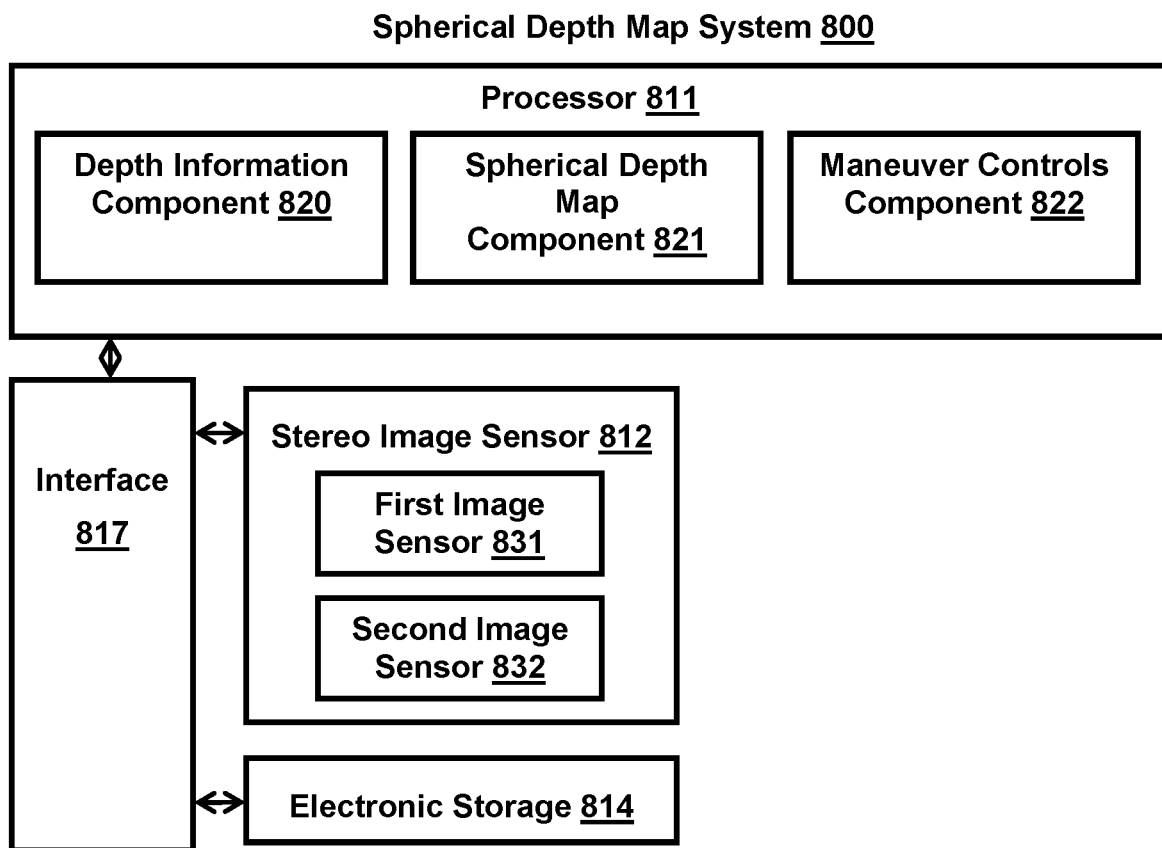 Spherical Depth Map System 800
Processor 811
Depth Information
Component 820
Spherical Depth
Map
Component 821
Maneuver Controls
Component 822
Interface
817
Stereo Image Sensor 812
First Image
Sensor 831
Second Image
Sensor 832
Electronic Storage 814